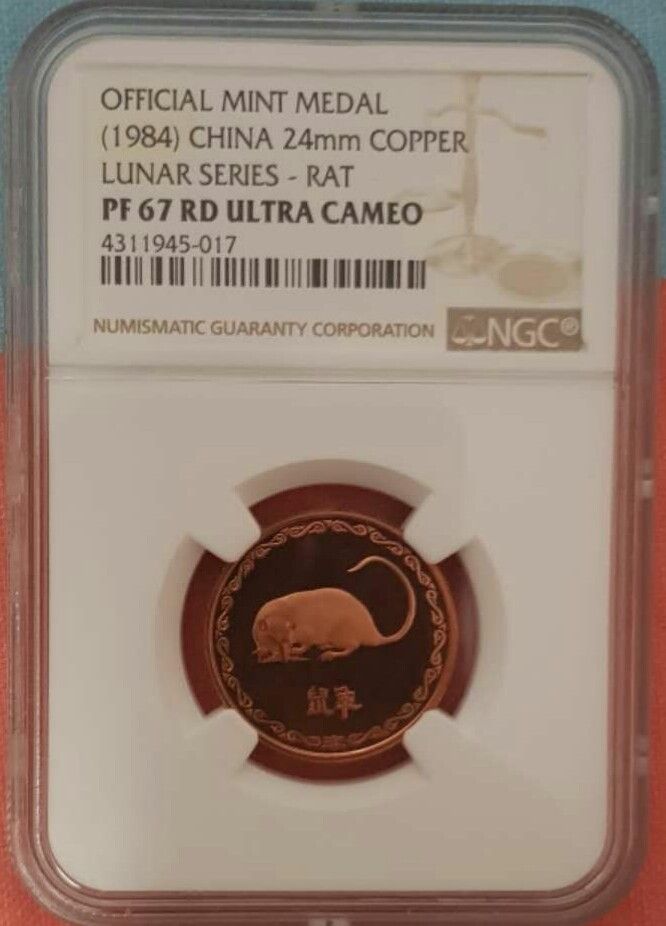 OFFICIAL MINT MEDAL
(1984) CHINA 24mm COPPER
LUNAR SERIES - RAT
PF 67 RD ULTRA CAMEO
4311945-017
NUMISMATIC GUARANTY CORPORATION NGC®
鼠年